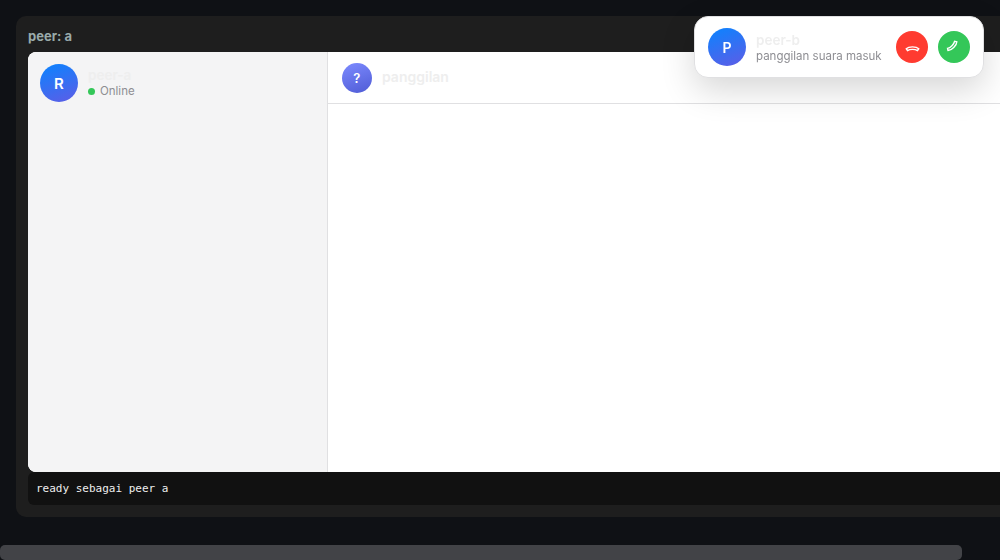 peer: a
R
peer-a
Online
?
panggilan
P
peer-b
panggilan suara masuk
ready sebagai peer a